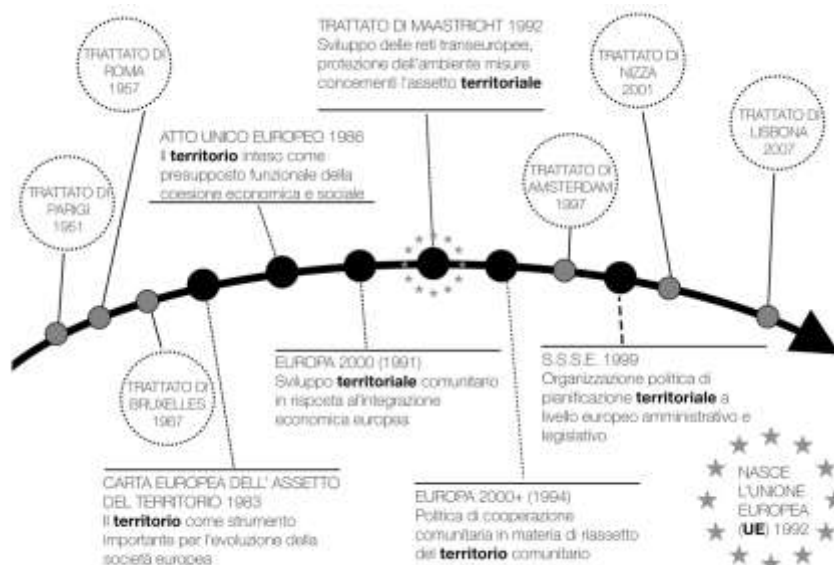 TRATTATO DI
ROMA
1957
TRATTATO DI MAASTRICHT 1992
Sviluppo delle reti transeuropee,
protezione dell'ambiente misure
concernenti l'assetto territoriale
TRATTATO DI
NIZZA
2001
TRATTATO DI
LISBONA
2007
ATTO UNICO EUROPEO 1986
Il territorio inteso come
presupposto funzionale della
coesione economica e sociale
TRATTATO DI
PARIGI
1951
TRATTATO DI
AMSTERDAM
1997
TRATTATO DI
BRUXELLES
1967
EUROPA 2000 (1991)
Sviluppo territoriale comunitario
in risposta all'integrazione
economica europea
S.S.S.E. 1999
Organizzazione politica di
pianificazione territoriale a
livello europeo amministrativo e
legislativo
CARTA EUROPEA DELL' ASSETTO
DEL TERRITORIO 1983
Il territorio come strumento
importante per l'evoluzione della
società europea
EUROPA 2000+ (1994)
Politica di cooperazione
comunitaria in materia di riassetto
del territorio comunitario
NASCE
L'UNIONE
EUROPEA
(UE) 1992